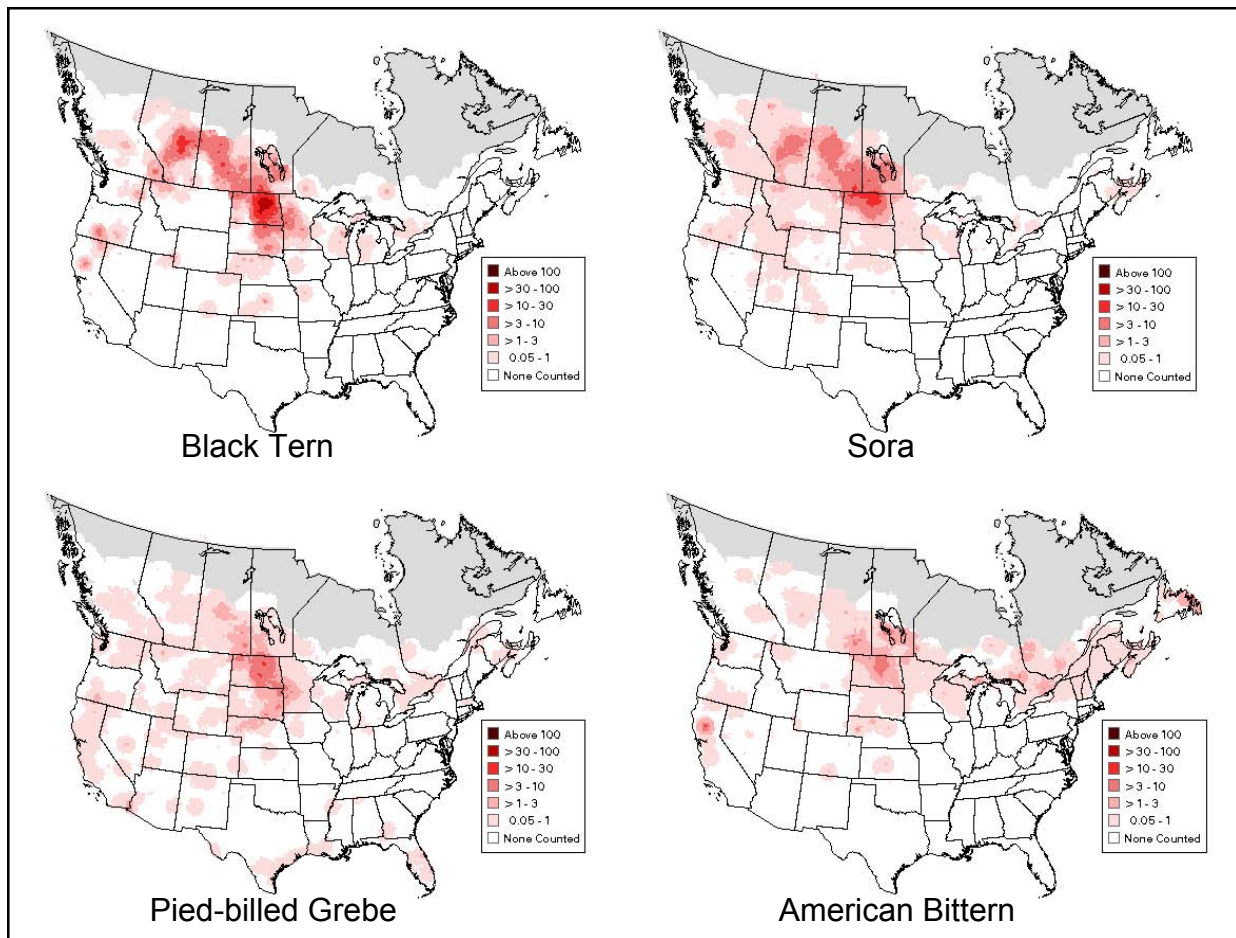 Above 100
> 30 - 100
> 10 - 30
> 3 - 10
> 1 - 3
0.05 - 1
None Counted
Black Tern
Above 100
> 30 - 100
> 10 - 30
> 3 - 10
> 1 - 3
0.05 - 1
None Counted
Sora
Above 100
> 30 - 100
> 10 - 30
> 3 - 10
> 1 - 3
0.05 - 1
None Counted
Pied-billed Grebe
Above 100
> 30 - 100
> 10 - 30
> 3 - 10
> 1 - 3
0.05 - 1
None Counted
American Bittern